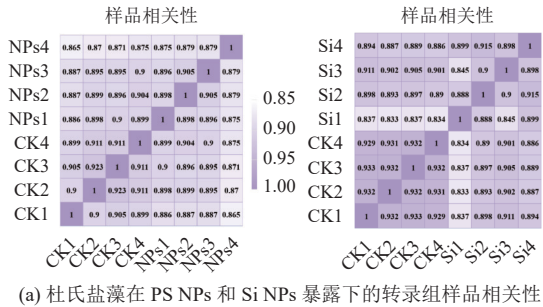 样品相关性
NPs4 0.865 0.87 0.871 0.875 0.875 0.879 0.879 1
NPs3 0.887 0.895 0.895 0.9 0.896 0.905 1 0.879
NPs2 0.887 0.899 0.896 0.904 0.898 1 0.905 0.879
NPs1 0.886 0.898 0.9 0.899 1 0.898 0.896 0.875
CK4 0.899 0.911 0.911 1 0.899 0.904 0.9 0.875
CK3 0.905 0.923 1 0.911 0.9 0.896 0.895 0.871
CK2 0.9 1 0.923 0.911 0.898 0.899 0.895 0.87
CK1 1 0.9 0.905 0.899 0.886 0.887 0.887 0.865
CK1 CK2 CK3 CK4 NPs1 NPs2 NPs3 NPs4
0.85
0.90
0.95
1.00
样品相关性
Si4 0.894 0.887 0.889 0.886 0.899 0.915 0.898 1
Si3 0.911 0.902 0.905 0.901 0.845 0.9 1 0.898
Si2 0.898 0.893 0.897 0.89 0.888 1 0.9 0.915
Si1 0.837 0.833 0.837 0.834 1 0.888 0.845 0.899
CK4 0.929 0.931 0.932 1 0.834 0.89 0.901 0.886
CK3 0.933 0.932 1 0.932 0.837 0.897 0.905 0.889
CK2 0.932 1 0.932 0.931 0.833 0.893 0.902 0.887
CK1 1 0.932 0.933 0.929 0.837 0.898 0.911 0.894
CK1 CK2 CK3 CK4 Si1 Si2 Si3 Si4
(a) 杜氏盐藻在 PS NPs 和 Si NPs 暴露下的转录组样品相关性